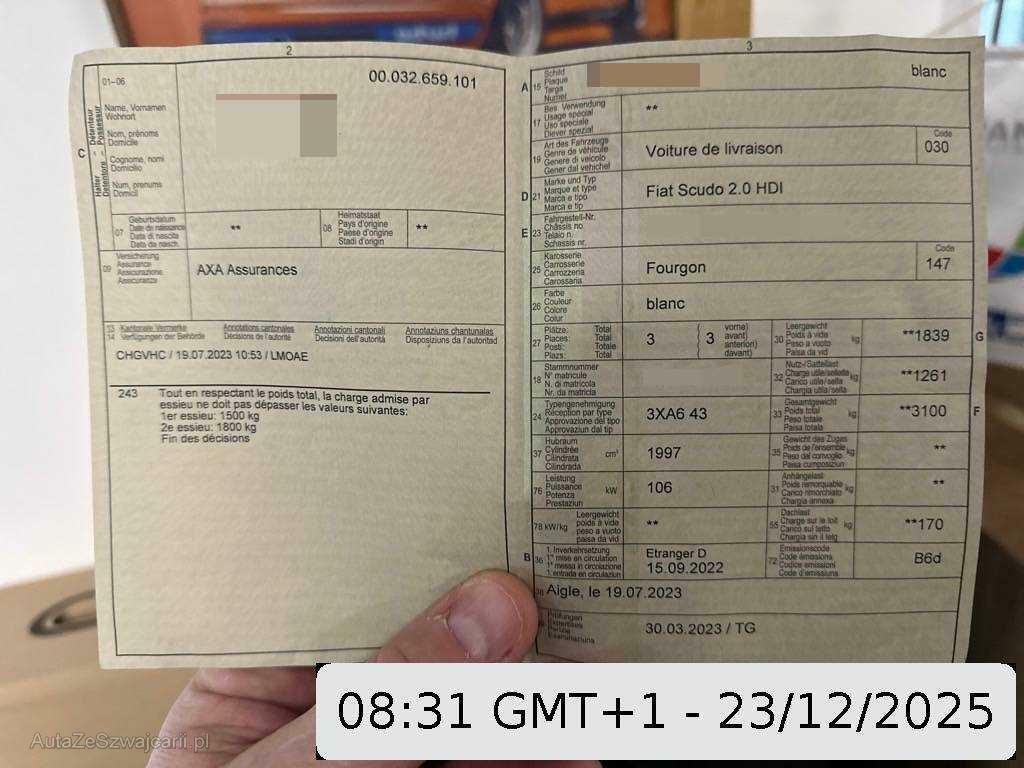 2
01–06
00.032.659.101
C
Halter Détenteur
Detentore Possessur
Name, Vornamen
Wohnort
Nom, prénoms
Domicile
Cognome, nomi
Domicilio
Num, prenums
Domicil
07
Geburtsdatum
Date de naissance
Data di nascita
Data da nasch.
**
08
Heimatstaat
Pays d'origine
Paese d'origine
Stadi d'origin
**
09
Versicherung
Assurance
Assicurazione
Assicuranza
AXA Assurances
13
14
Kantonale Vermerke
Verfügungen der Behörde
Annotations cantonales
Décisions de l'autorité
Annotazioni cantonali
Decisioni dell'autorità
Annotaziuns chantunalas
Disposiziuns da l'autoritad
CHGVHC / 19.07.2023 10:53 / LMOAE
243 Tout en respectant le poids total, la charge admise par
essieu ne doit pas dépasser les valeurs suivantes:
1er essieu: 1500 kg
2e essieu: 1800 kg
Fin des décisions
3
A 15
Schild
Plaque
Targa
Numer
blanc
17
Bes. Verwendung
Usage spécial
Uso speciale
Diever spezial
**
19
Art des Fahrzeugs
Genre de véhicule
Genere di veicolo
Gener dal vehichel
Voiture de livraison
Code
030
D 21
Marke und Typ
Marque et type
Marca e tipo
Marca e tip
Fiat Scudo 2.0 HDI
E 23
Fahrgestell-Nr.
Châssis no.
Telaio n.
Schassis nr.
25
Karosserie
Carrosserie
Carrozzeria
Carossaria
Fourgon
Code
147
26
Farbe
Couleur
Colore
Colur
blanc
27
Plätze: Total
Places: Total
Posti: Totale
Plazs: Total
3
( 3
vorne)
avant)
anteriori)
davant)
30
Leergewicht
Poids à vide
Peso a vuoto
Paisa da vid
kg
**1839
G
18
Stammnummer
N° matricule
N. di matricola
Nr. da matricla
32
Nutz-/Sattellast
Charge utile/sellette
Carico utile/sella
Chargia utila/sella
kg
**1261
24
Typengenehmigung
Réception par type
Approvazione del tipo
Approvaziun dal tip
3XA6 43
33
Gesamtgewicht
Poids total
Peso totale
Paisa totala
kg
**3100
F
37
Hubraum
Cylindrée
Cilindrata
Cilindrada
cm³
1997
35
Gewicht des Zuges
Poids de l'ensemble
Peso del convoglio
Paisa cumposiziun
kg
**
76
Leistung
Puissance
Potenza
Prestaziun
kW
106
31
Anhängelast
Poids remorquable
Carico rimorchiato
Chargia annexa
kg
**
78 kW/kg
Leergewicht
poids à vide
peso a vuoto
paisa da vid
**
55
Dachlast
Charge sur le toit
Carico sul tetto
Chargia sin il tetg
kg
**170
B 36
1. Inverkehrsetzung
1re mise en circulation
1a messa in circolazione
1. entrada en circulaziun
Etranger D
15.09.2022
72
Emissionscode
Code émissions
Codice emissioni
Code d'emissiuns
B6d
38 Aigle, le 19.07.2023
Prüfungen
Expertises
Perizie
Examinaziuns
30.03.2023 / TG
AutaZeSzwajcarii.pl
08:31 GMT+1 - 23/12/2025